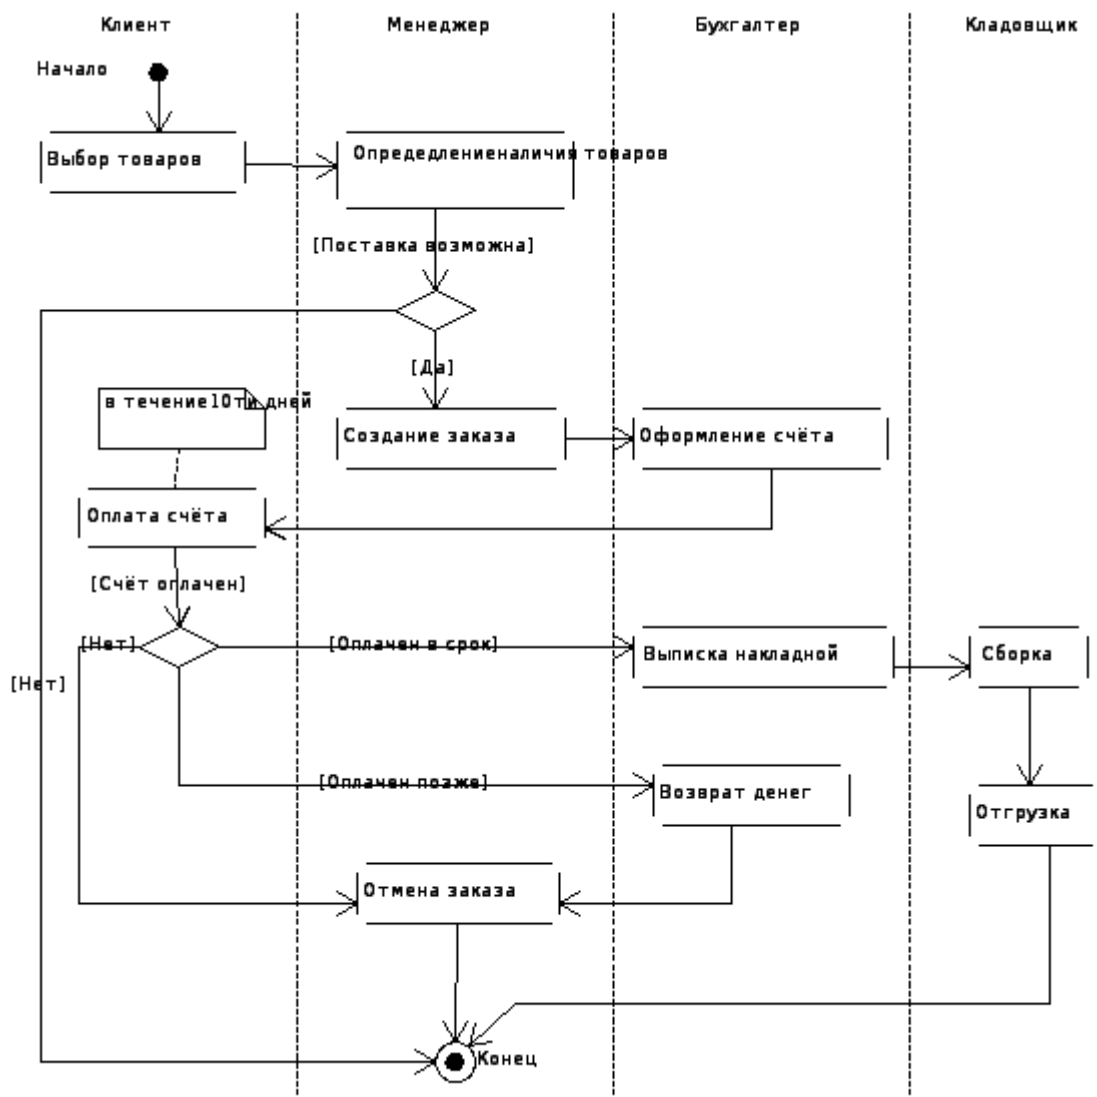 Клиент
Менеджер
Бухгалтер
Кладовщик
Начало
Выбор товаров
Опредедлениеналичия товаров
[Поставка возможна]
[Да]
в течение10ти дней
Создание заказа
Оформление счёта
Оплата счёта
[Счёт оплачен]
[Нет]
[Оплачен в срок]
Выписка накладной
Сборка
[Нет]
[Оплачен позже]
Возврат денег
Отгрузка
Отмена заказа
Конец